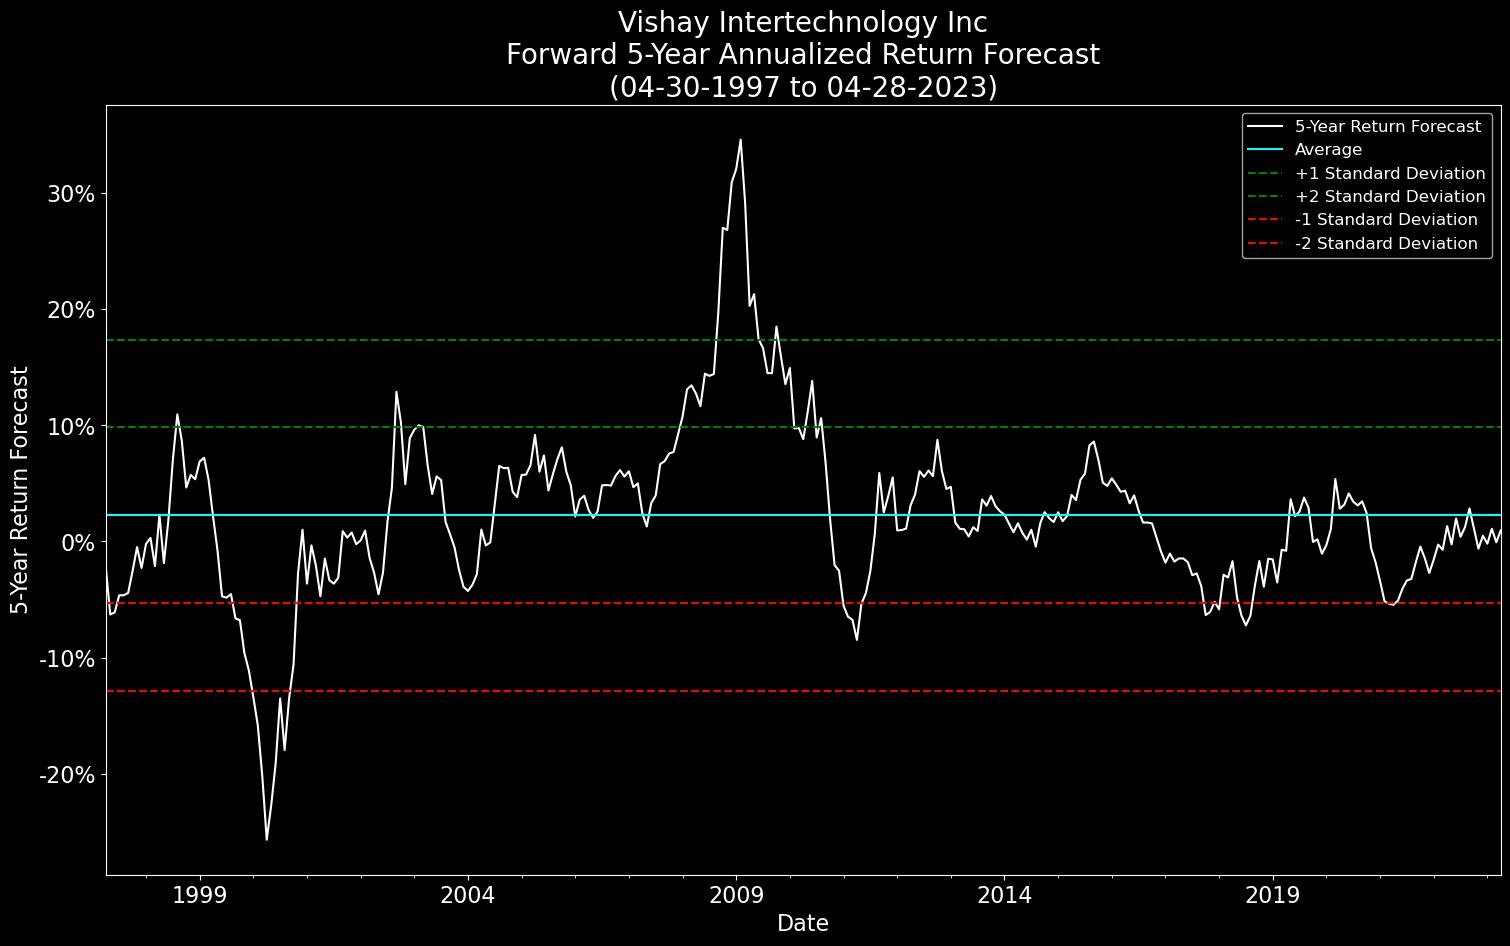 Vishay Intertechnology Inc
Forward 5-Year Annualized Return Forecast
(04-30-1997 to 04-28-2023)
5-Year Return Forecast
Average
+1 Standard Deviation
+2 Standard Deviation
-1 Standard Deviation
-2 Standard Deviation
5-Year Return Forecast
30%
20%
10%
0%
-10%
-20%
1999 2004 2009 2014 2019
Date